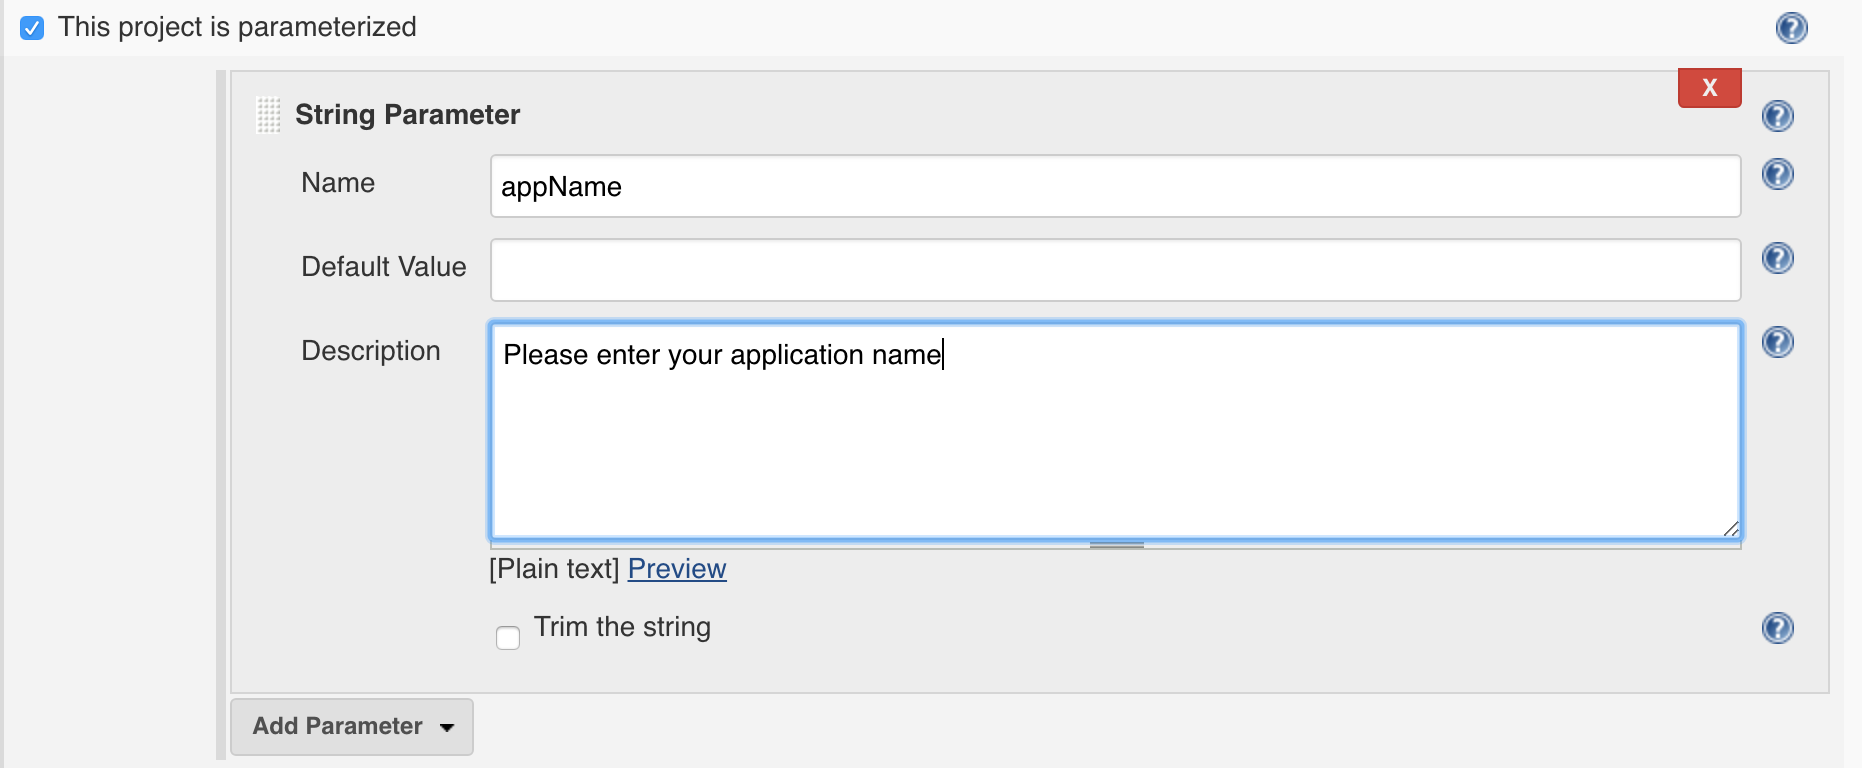 This project is parameterized
?
X
String Parameter
?
Name
appName
?
Default Value
?
Description
Please enter your application name
?
[Plain text] Preview
Trim the string
?
Add Parameter